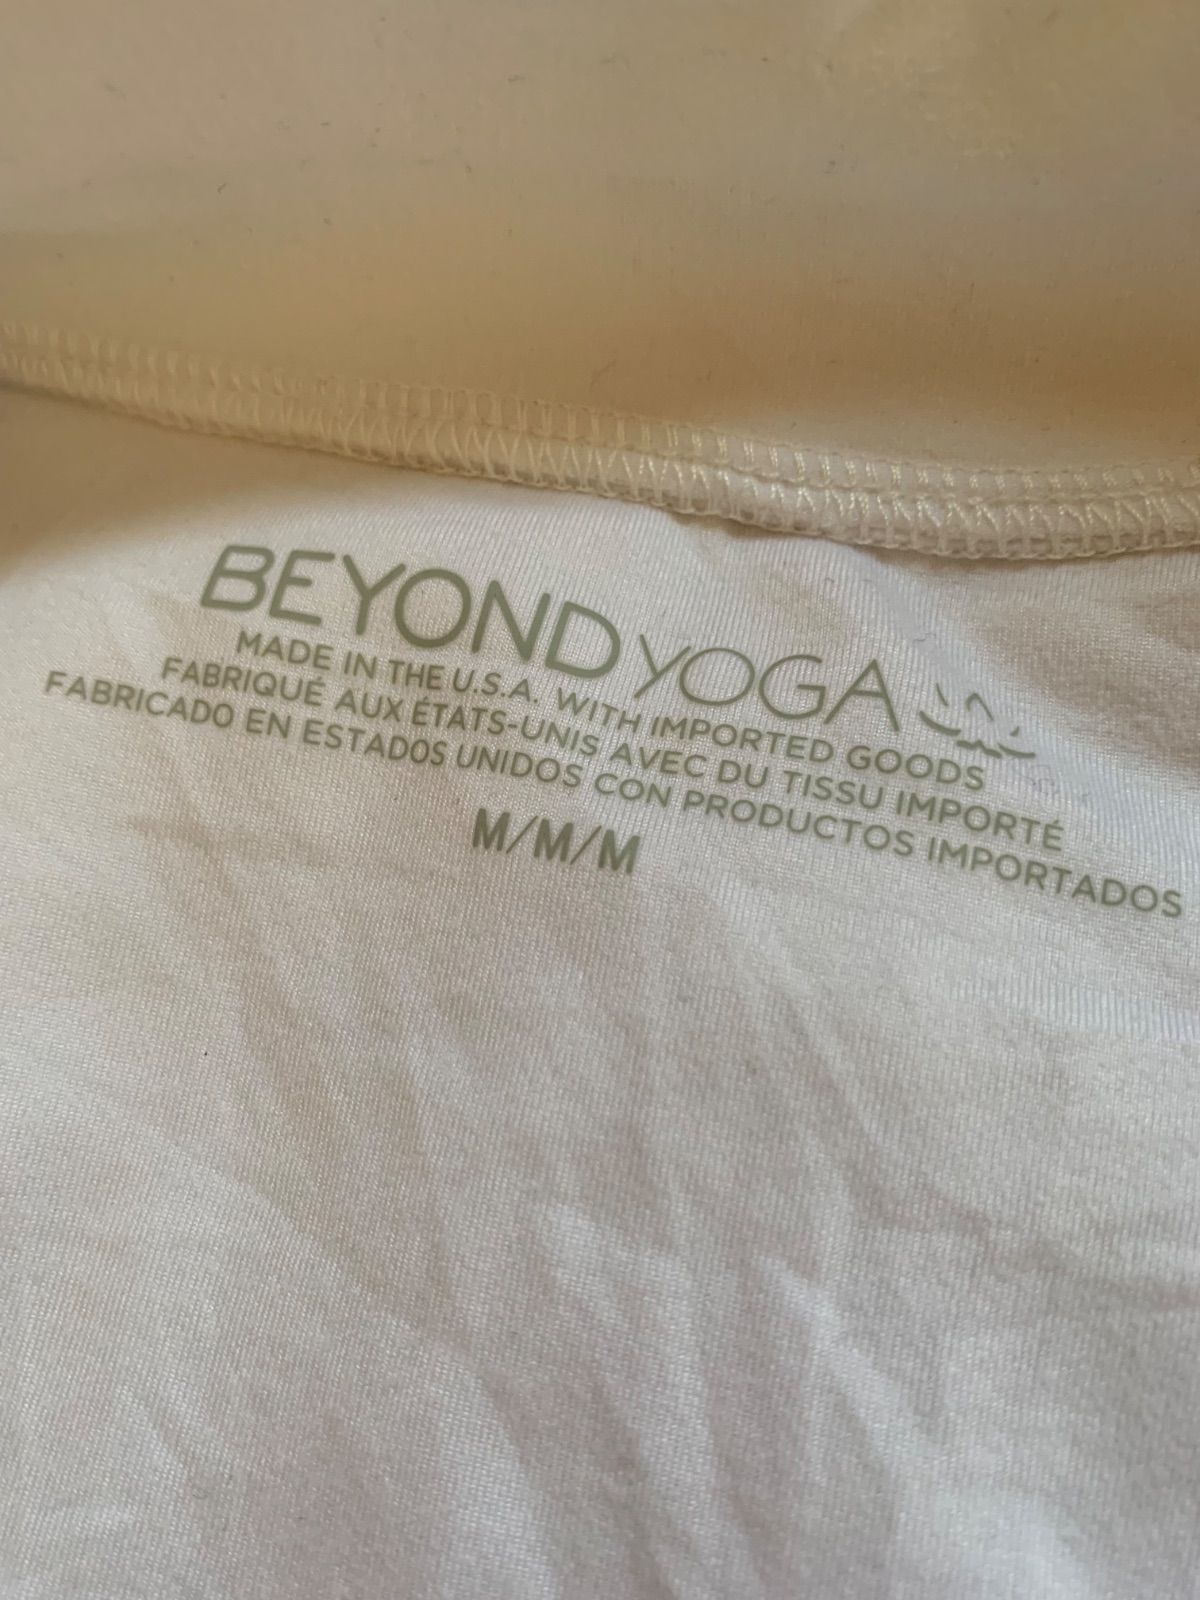 BEYOND YOGA
MADE IN THE U.S.A. WITH IMPORTED GOODS
FABRIQUÉ AUX ÉTATS-UNIS AVEC DU TISSU IMPORTÉ
FABRICADO EN ESTADOS UNIDOS CON PRODUCTOS IMPORTADOS
M/M/M